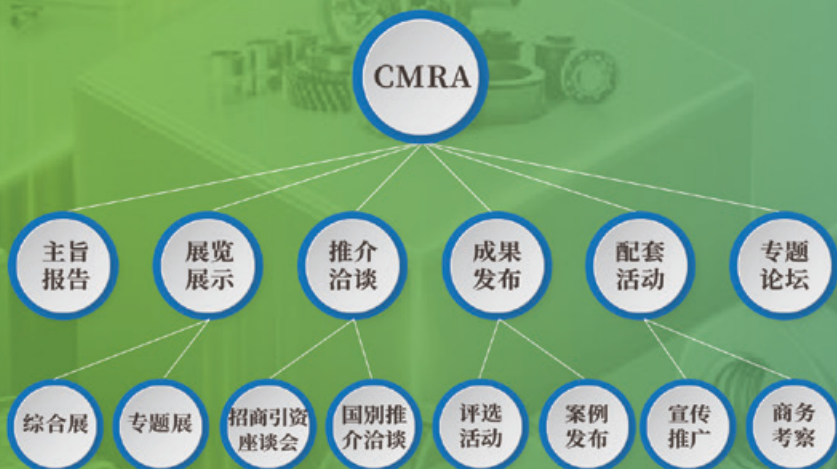 CMRA
主旨
报告
展览
展示
推介
洽谈
成果
发布
配套
活动
专题
论坛
综合展
专题展
招商引资
座谈会
国别推
介洽谈
评选
活动
案例
发布
宣传
推广
商务
考察